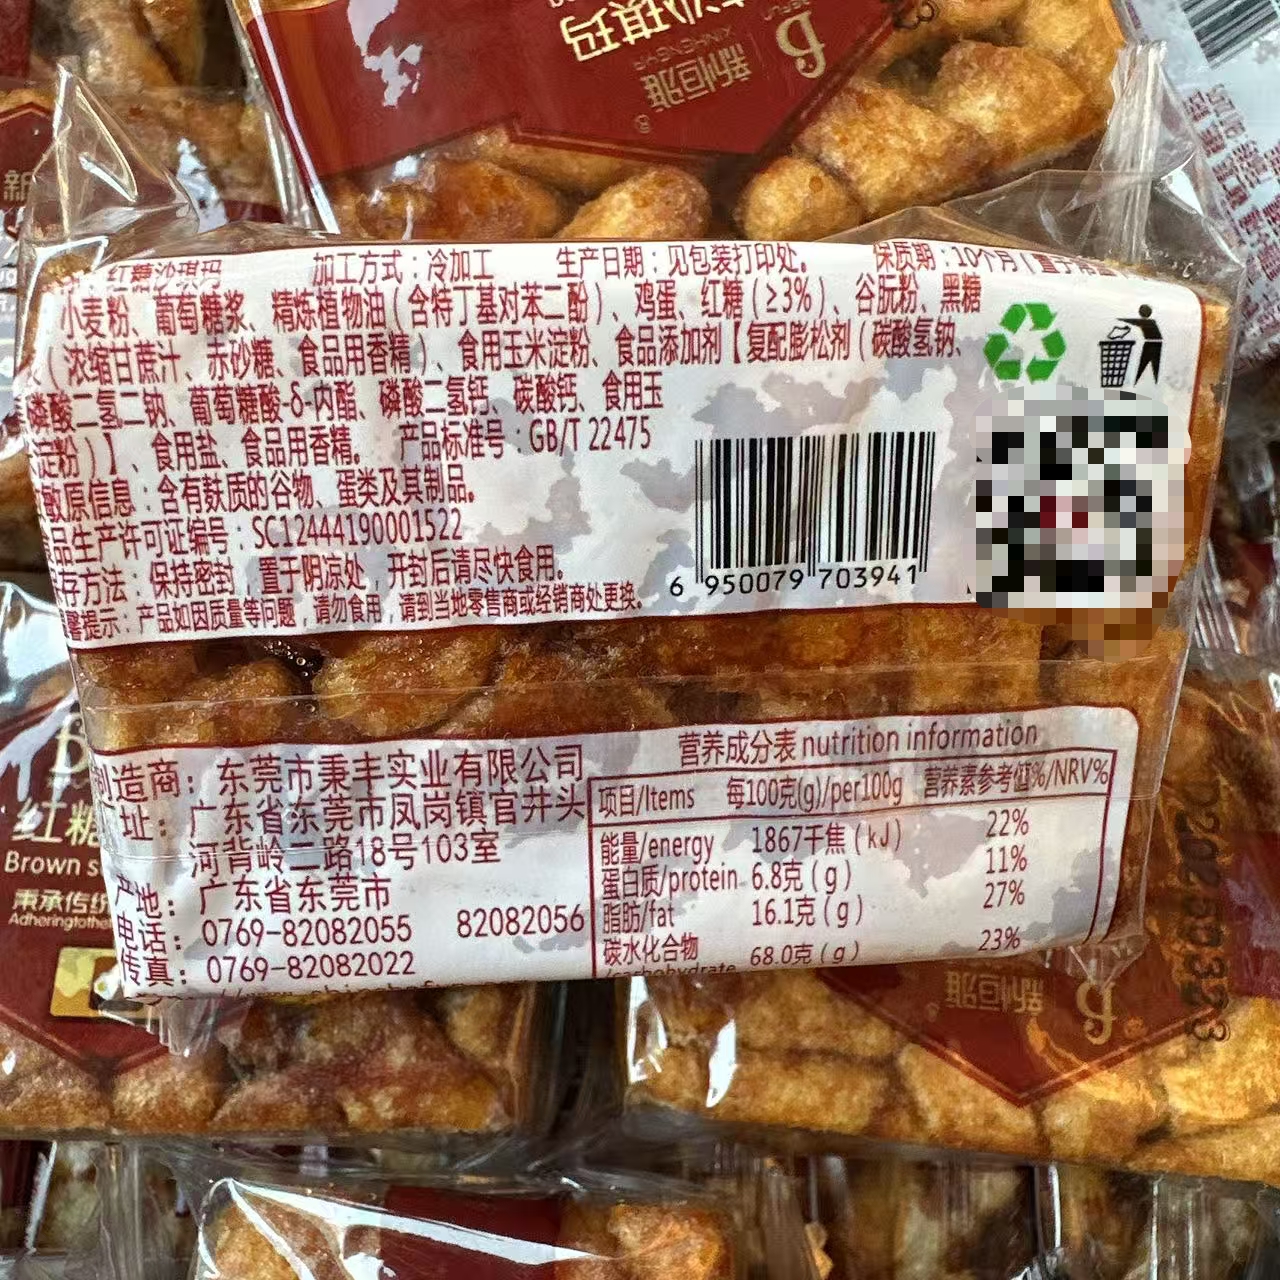 沙琪玛
新恒雅
红糖沙琪玛 加工方式：冷加工 生产日期：见包装打印处。 保质期：10个月（置于常温
小麦粉、葡萄糖浆、精炼植物油（含特丁基对苯二酚）、鸡蛋、红糖（≥3%）、谷朊粉、黑糖
（浓缩甘蔗汁、赤砂糖、食品用香精）、食用玉米淀粉、食品添加剂【复配膨松剂（碳酸氢钠、
磷酸二氢二钠、葡萄糖酸-δ-内酯、磷酸二氢钙、碳酸钙、食用玉
淀粉）】、食用盐、食品用香精。 产品标准号：GB/T 22475
敏原信息：含有麸质的谷物、蛋类及其制品。
品生产许可证编号：SC12444190001522
存方法：保持密封，置于阴凉处，开封后请尽快食用。
馨提示：产品如因质量等问题，请勿食用，请到当地零售商或经销商处更换。
6 950079 703941
制造商：东莞市秉丰实业有限公司
址：广东省东莞市凤岗镇官井头
河背岭二路18号103室
产地：广东省东莞市
电话：0769-82082055 82082056
传真：0769-82082022
营养成分表 nutrition information
项目/Items 每100克(g)/per100g 营养素参考值%/NRV%
能量/energy 1867千焦（kJ） 22%
蛋白质/protein 6.8克（g） 11%
脂肪/fat 16.1克（g） 27%
碳水化合物 68.0克（g） 23%
/carbohydrate
红糖
Brown s
秉承传统
Adheringtothe
新恒雅
20250323